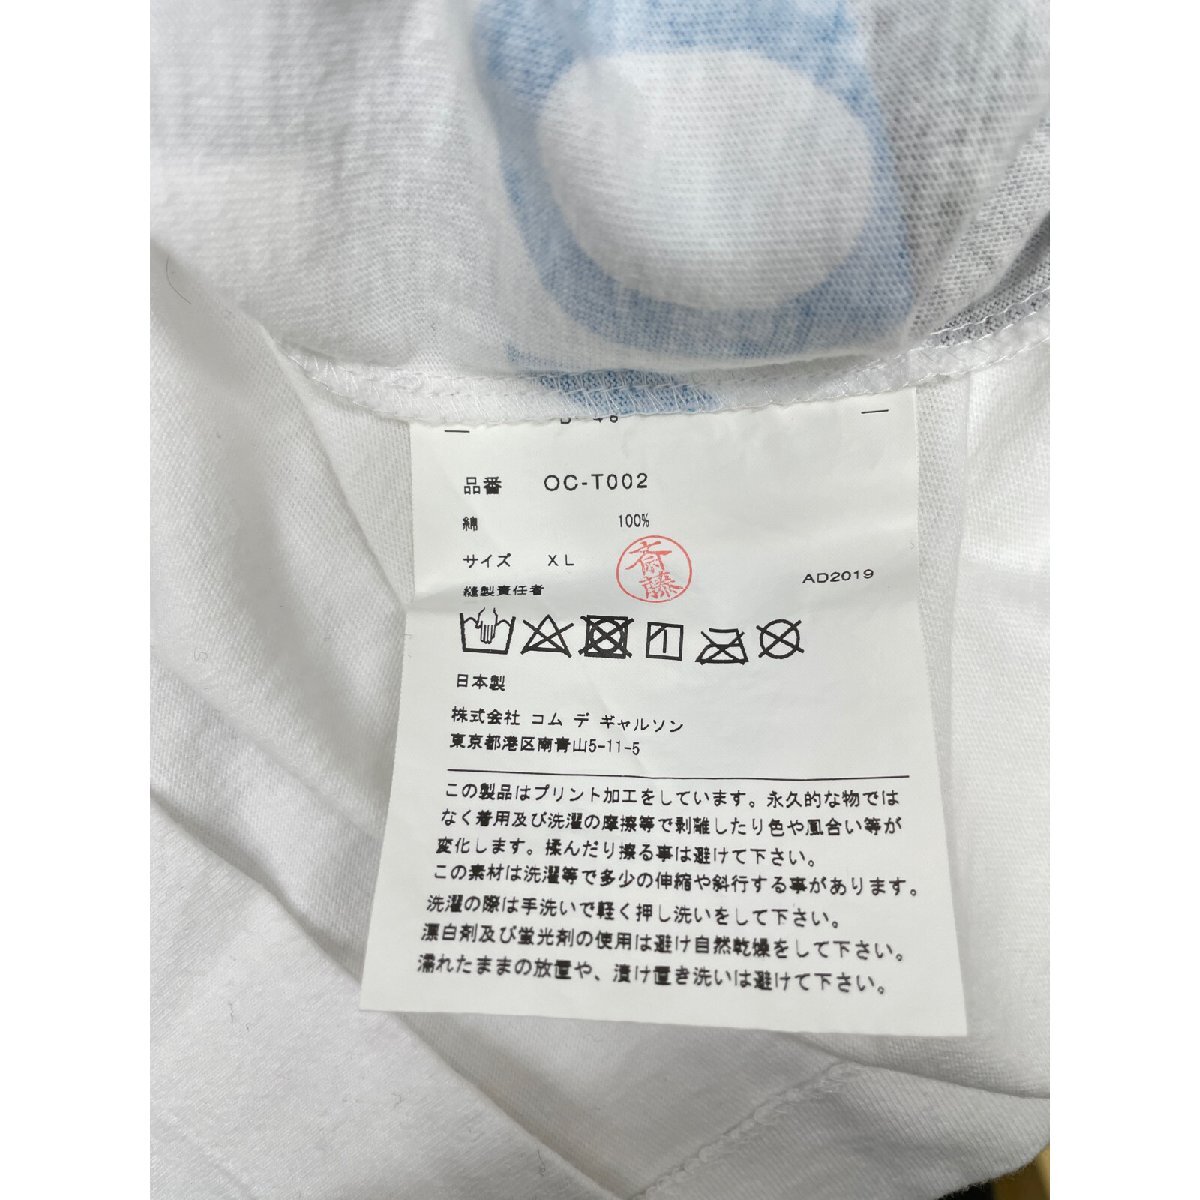 品番 OC-T002
綿 100%
サイズ XL
斎藤
AD2019
縫製責任者
日本製
株式会社 コム デ ギャルソン
東京都港区南青山5-11-5
この製品はプリント加工をしています。永久的な物では
なく着用及び洗濯の摩擦等で剥離したり色や風合い等が
変化します。揉んだり擦る事は避けて下さい。
この素材は洗濯等で多少の伸縮や斜行する事があります。
洗濯の際は手洗いで軽く押し洗いをして下さい。
漂白剤及び蛍光剤の使用は避け自然乾燥をして下さい。
濡れたままの放置や、漬け置き洗いは避けて下さい。